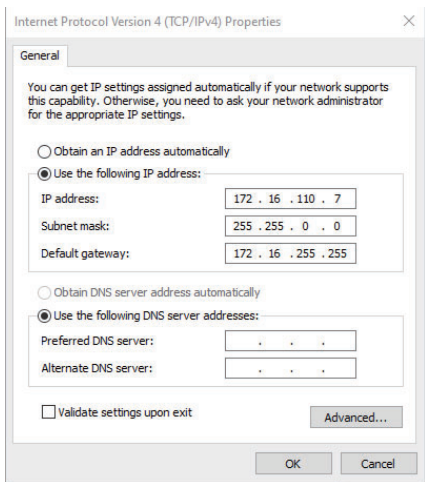 Internet Protocol Version 4 (TCP/IPv4) Properties
General
You can get IP settings assigned automatically if your network supports
this capability. Otherwise, you need to ask your network administrator
for the appropriate IP settings.
Obtain an IP address automatically
Use the following IP address:
IP address: 172 . 16 . 110 . 7
Subnet mask: 255 . 255 . 0 . 0
Default gateway: 172 . 16 . 255 . 255
Obtain DNS server address automatically
Use the following DNS server addresses:
Preferred DNS server: . . .
Alternate DNS server: . . .
Validate settings upon exit
Advanced...
OK Cancel